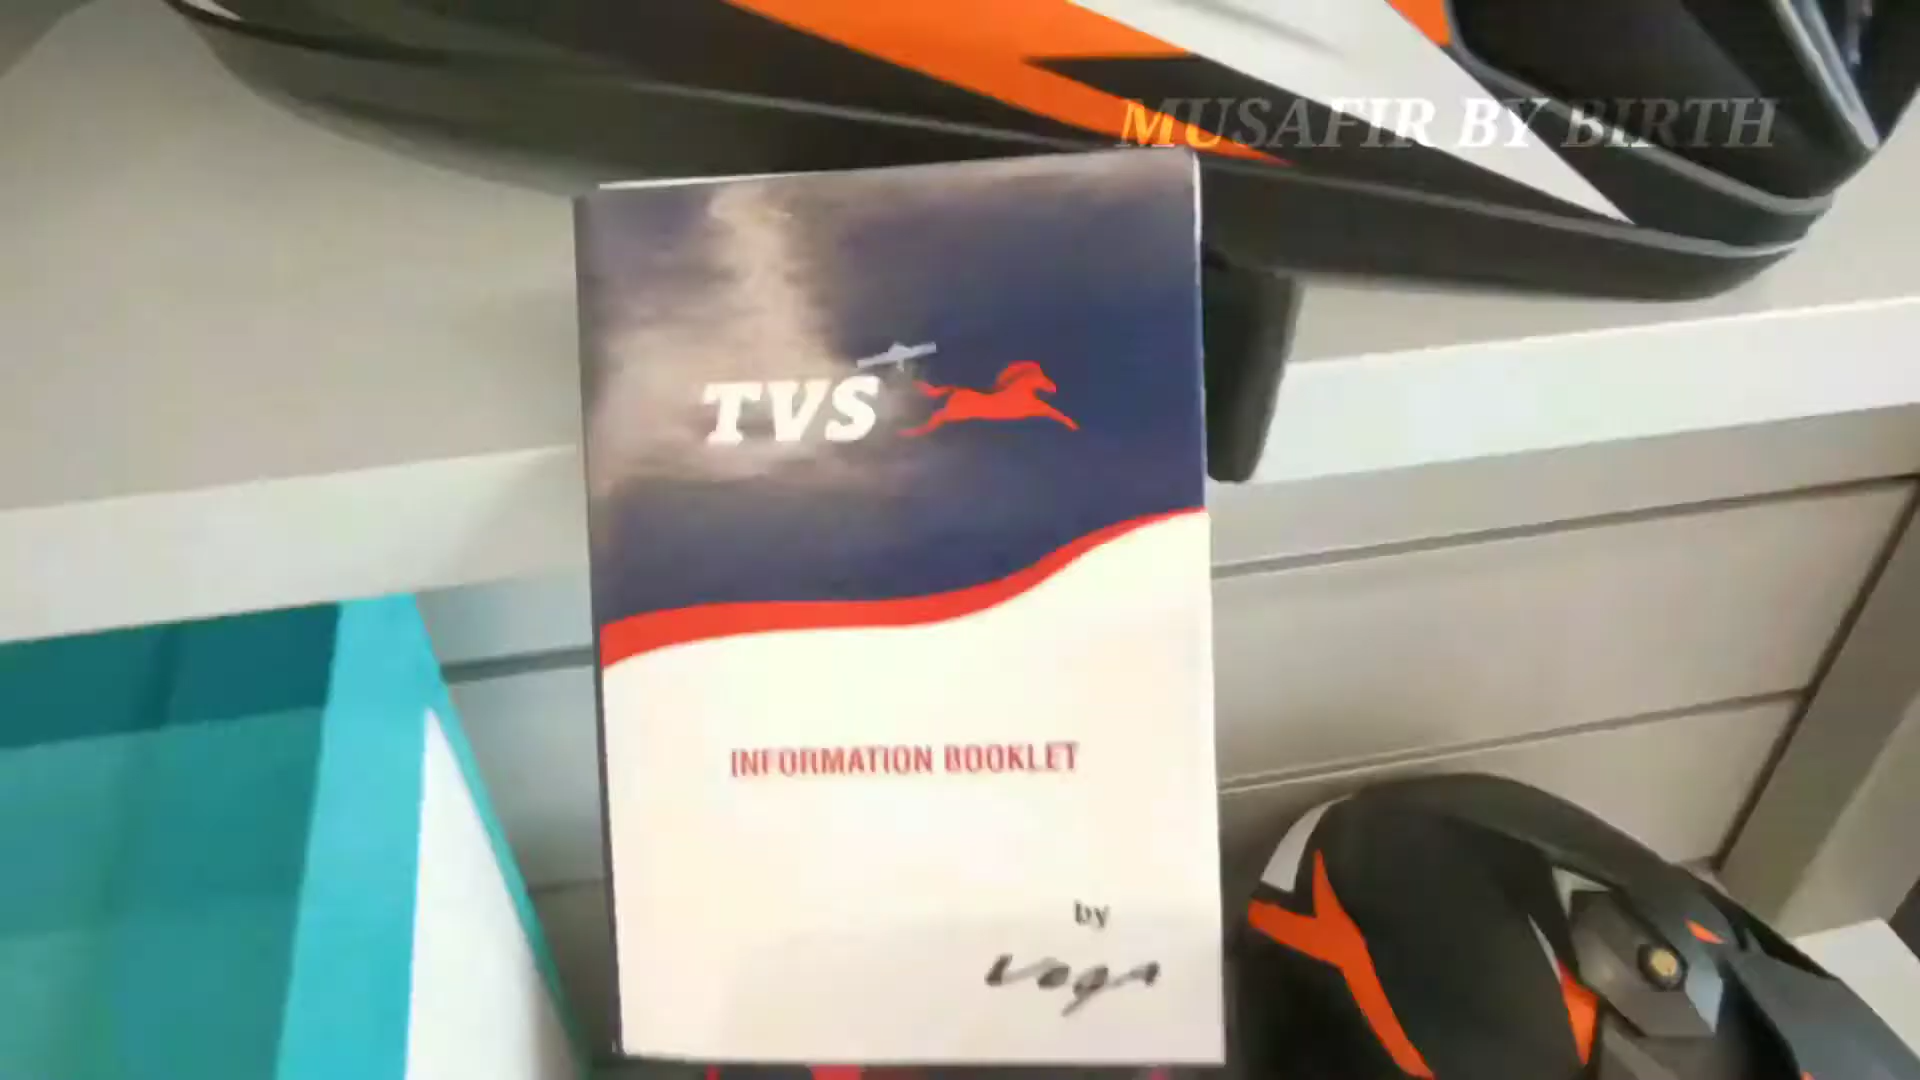 MUSAFIR BY BIRTH
TVS
INFORMATION BOOKLET
by
Vega